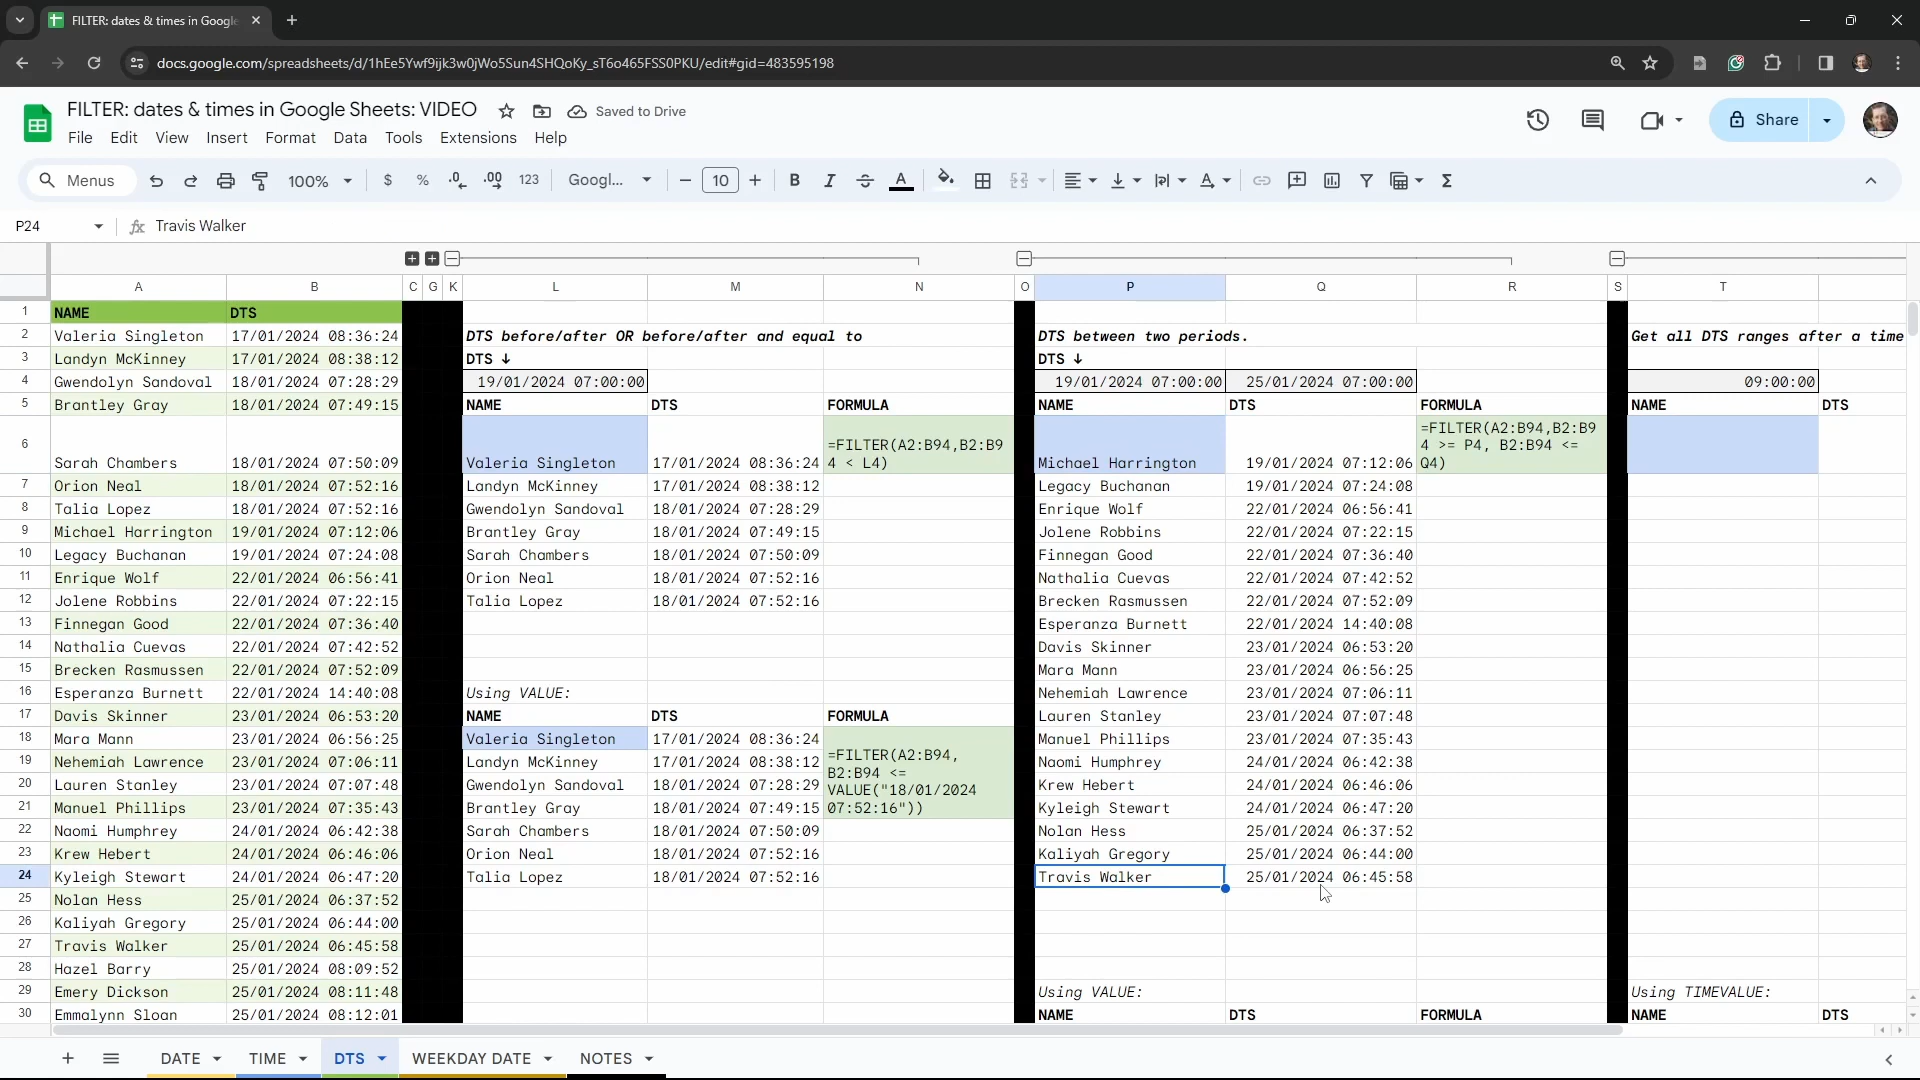 FILTER: dates & times in Google
docs.google.com/spreadsheets/d/1hEe5Ywf9ijk3w0jWo5Sun4SHQoKy_sT6o465FSS0PKU/edit#gid=483595198
FILTER: dates & times in Google Sheets: VIDEO
Saved to Drive
File Edit View Insert Format Data Tools Extensions Help
Share
Menus 100% $ % .0 .00 123 Googl... 10 B I A
P24 fx Travis Walker
A B C G K L M N O P Q R S T
1 NAME DTS
2 Valeria Singleton 17/01/2024 08:36:24 DTS before/after OR before/after and equal to DTS between two periods. Get all DTS ranges after a time
3 Landyn McKinney 17/01/2024 08:38:12 DTS ↓ DTS ↓
4 Gwendolyn Sandoval 18/01/2024 07:28:29 19/01/2024 07:00:00 19/01/2024 07:00:00 25/01/2024 07:00:00 09:00:00
5 Brantley Gray 18/01/2024 07:49:15 NAME DTS FORMULA NAME DTS FORMULA NAME DTS
6 Sarah Chambers 18/01/2024 07:50:09 Valeria Singleton 17/01/2024 08:36:24 =FILTER(A2:B94,B2:B94 < L4) Michael Harrington 19/01/2024 07:12:06 =FILTER(A2:B94,B2:B94 >= P4, B2:B94 <= Q4)
7 Orion Neal 18/01/2024 07:52:16 Landyn McKinney 17/01/2024 08:38:12 Legacy Buchanan 19/01/2024 07:24:08
8 Talia Lopez 18/01/2024 07:52:16 Gwendolyn Sandoval 18/01/2024 07:28:29 Enrique Wolf 22/01/2024 06:56:41
9 Michael Harrington 19/01/2024 07:12:06 Brantley Gray 18/01/2024 07:49:15 Jolene Robbins 22/01/2024 07:22:15
10 Legacy Buchanan 19/01/2024 07:24:08 Sarah Chambers 18/01/2024 07:50:09 Finnegan Good 22/01/2024 07:36:40
11 Enrique Wolf 22/01/2024 06:56:41 Orion Neal 18/01/2024 07:52:16 Nathalia Cuevas 22/01/2024 07:42:52
12 Jolene Robbins 22/01/2024 07:22:15 Talia Lopez 18/01/2024 07:52:16 Brecken Rasmussen 22/01/2024 07:52:09
13 Finnegan Good 22/01/2024 07:36:40 Esperanza Burnett 22/01/2024 14:40:08
14 Nathalia Cuevas 22/01/2024 07:42:52 Davis Skinner 23/01/2024 06:53:20
15 Brecken Rasmussen 22/01/2024 07:52:09 Mara Mann 23/01/2024 06:56:25
16 Esperanza Burnett 22/01/2024 14:40:08 Using VALUE: Nehemiah Lawrence 23/01/2024 07:06:11
17 Davis Skinner 23/01/2024 06:53:20 NAME DTS FORMULA Lauren Stanley 23/01/2024 07:07:48
18 Mara Mann 23/01/2024 06:56:25 Valeria Singleton 17/01/2024 08:36:24 =FILTER(A2:B94, B2:B94 <= VALUE("18/01/2024 07:52:16")) Manuel Phillips 23/01/2024 07:35:43
19 Nehemiah Lawrence 23/01/2024 07:06:11 Landyn McKinney 17/01/2024 08:38:12 Naomi Humphrey 24/01/2024 06:42:38
20 Lauren Stanley 23/01/2024 07:07:48 Gwendolyn Sandoval 18/01/2024 07:28:29 Krew Hebert 24/01/2024 06:46:06
21 Manuel Phillips 23/01/2024 07:35:43 Brantley Gray 18/01/2024 07:49:15 Kyleigh Stewart 24/01/2024 06:47:20
22 Naomi Humphrey 24/01/2024 06:42:38 Sarah Chambers 18/01/2024 07:50:09 Nolan Hess 25/01/2024 06:37:52
23 Krew Hebert 24/01/2024 06:46:06 Orion Neal 18/01/2024 07:52:16 Kaliyah Gregory 25/01/2024 06:44:00
24 Kyleigh Stewart 24/01/2024 06:47:20 Talia Lopez 18/01/2024 07:52:16 Travis Walker 25/01/2024 06:45:58
25 Nolan Hess 25/01/2024 06:37:52
26 Kaliyah Gregory 25/01/2024 06:44:00
27 Travis Walker 25/01/2024 06:45:58
28 Hazel Barry 25/01/2024 08:09:52
29 Emery Dickson 25/01/2024 08:11:48 Using VALUE: Using TIMEVALUE:
30 Emmalynn Sloan 25/01/2024 08:12:01 NAME DTS FORMULA NAME DTS
DATE TIME DTS WEEKDAY DATE NOTES